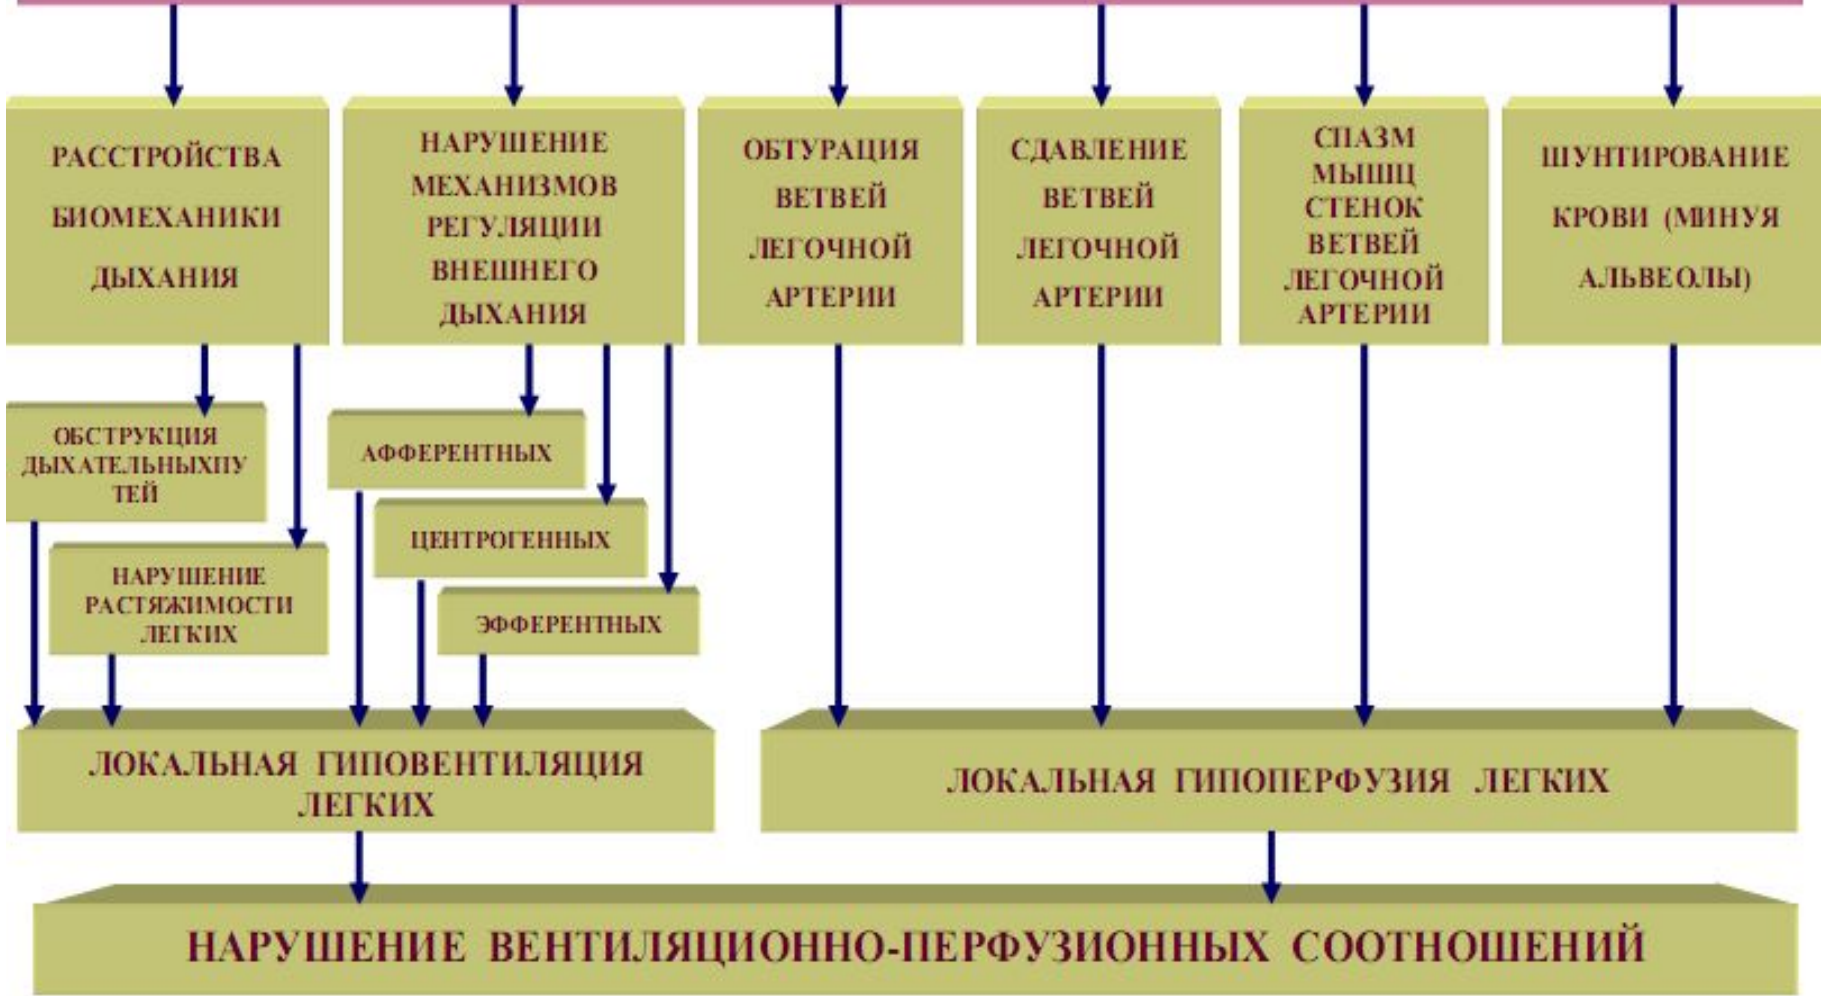 РАССТРОЙСТВА
БИОМЕХАНИКИ
ДЫХАНИЯ
НАРУШЕНИЕ
МЕХАНИЗМОВ
РЕГУЛЯЦИИ
ВНЕШНЕГО
ДЫХАНИЯ
ОБТУРАЦИЯ
ВЕТВЕЙ
ЛЕГОЧНОЙ
АРТЕРИИ
СДАВЛЕНИЕ
ВЕТВЕЙ
ЛЕГОЧНОЙ
АРТЕРИИ
СПАЗМ
МЫШЦ
СТЕНОК
ВЕТВЕЙ
ЛЕГОЧНОЙ
АРТЕРИИ
ШУНТИРОВАНИЕ
КРОВИ (МИНУЯ
АЛЬВЕОЛЫ)
ОБСТРУКЦИЯ
ДЫХАТЕЛЬНЫХПУ
ТЕЙ
НАРУШЕНИЕ
РАСТЯЖИМОСТИ
ЛЕГКИХ
АФФЕРЕНТНЫХ
ЦЕНТРОГЕННЫХ
ЭФФЕРЕНТНЫХ
ЛОКАЛЬНАЯ ГИПОВЕНТИЛЯЦИЯ
ЛЕГКИХ
ЛОКАЛЬНАЯ ГИПОПЕРФУЗИЯ ЛЕГКИХ
НАРУШЕНИЕ ВЕНТИЛЯЦИОННО-ПЕРФУЗИОННЫХ СООТНОШЕНИЙ